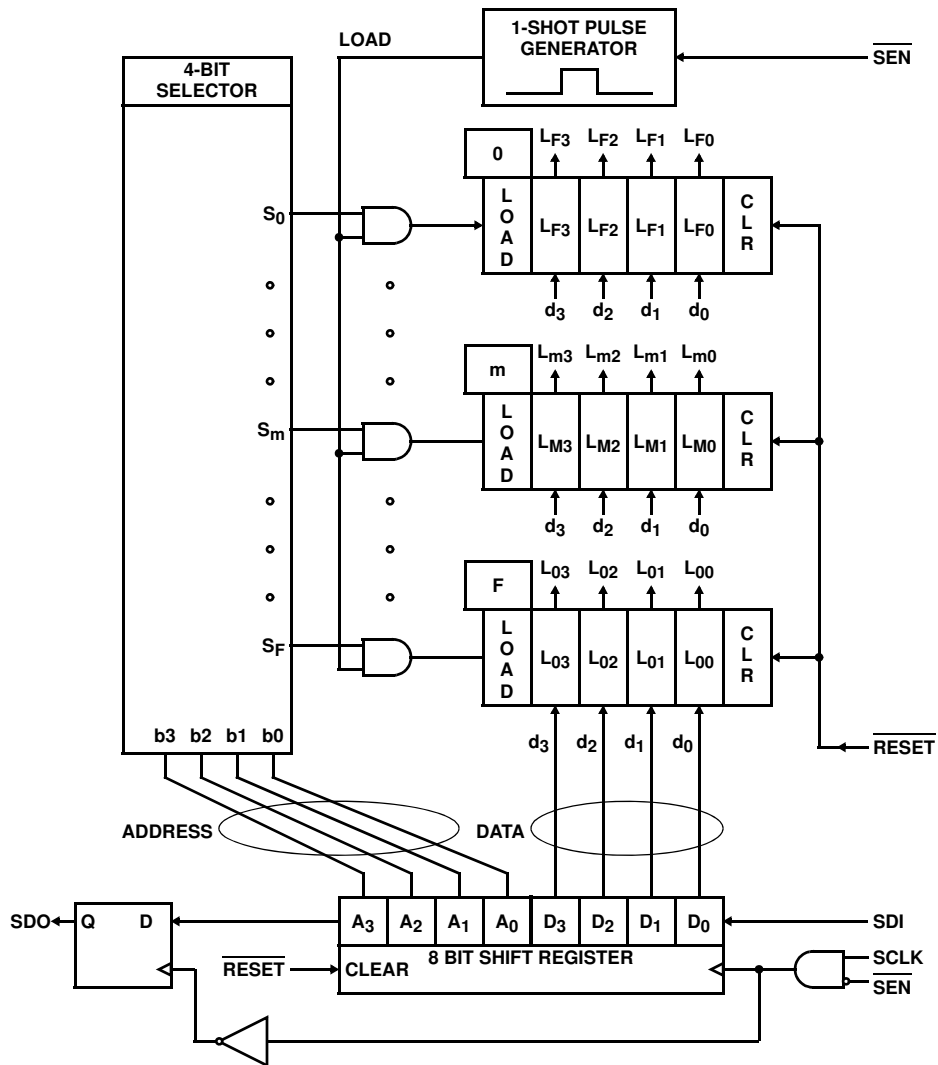 1-SHOT PULSE
GENERATOR
LOAD
SEN
4-BIT
SELECTOR
LF3 LF2 LF1 LF0
0
S0
LOAD LF3 LF2 LF1 LF0 CLR
d3 d2 d1 d0
Lm3 Lm2 Lm1 Lm0
m
Sm
LOAD LM3 LM2 LM1 LM0 CLR
d3 d2 d1 d0
L03 L02 L01 L00
F
SF
LOAD L03 L02 L01 L00 CLR
b3 b2 b1 b0
d3 d2 d1 d0
RESET
ADDRESS
DATA
SDO
Q D
A3 A2 A1 A0 D3 D2 D1 D0
SDI
8 BIT SHIFT REGISTER
RESET
CLEAR
SCLK
SEN